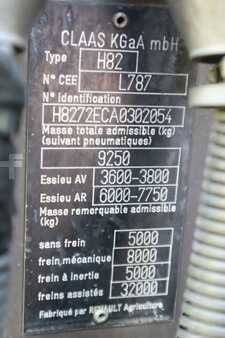 CLAAS KGaA mbH
Type H82
N° CEE L787
N° Identification
H8272ECA0302054
Masse totale admissible (kg)
(suivant pneumatiques)
9250
Essieu AV 3600-3800
Essieu AR 6000-7750
Masse remorquable admissible
(kg)
sans frein 5000
frein mécanique 8000
frein à inertie 5000
freins assistés 32000
Fabriqué par RENAULT Agriculture